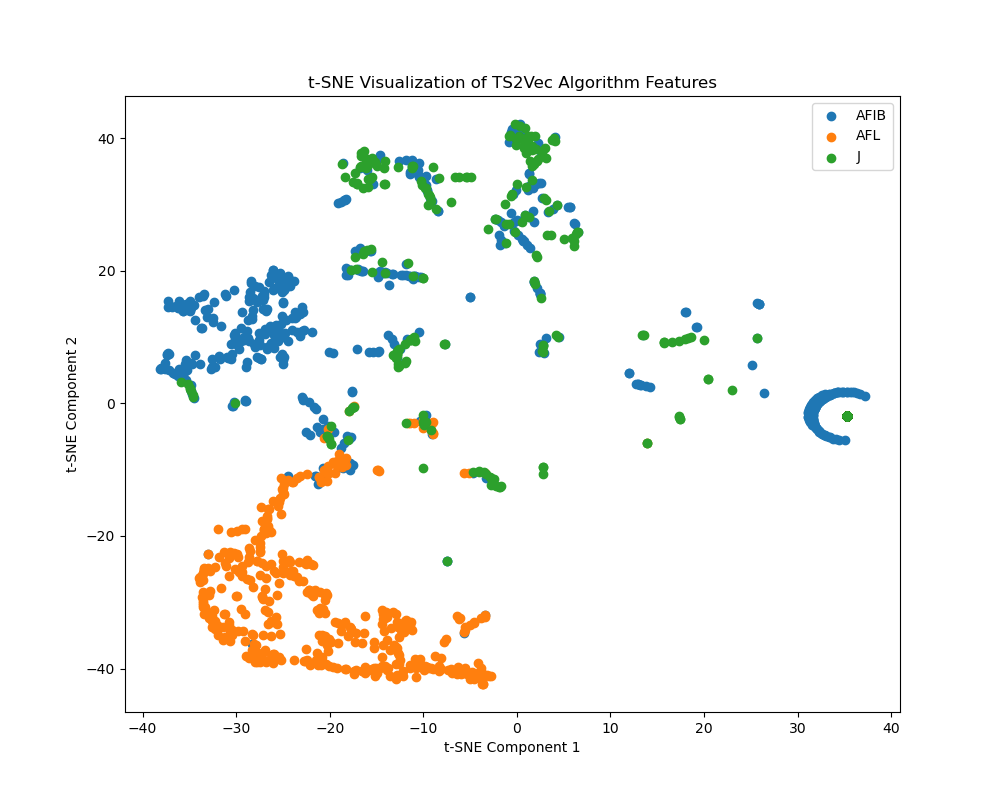 t-SNE Visualization of TS2Vec Algorithm Features
AFIB
AFL
J
t-SNE Component 2
40
20
0
−20
−40
−40 −30 −20 −10 0 10 20 30 40
t-SNE Component 1